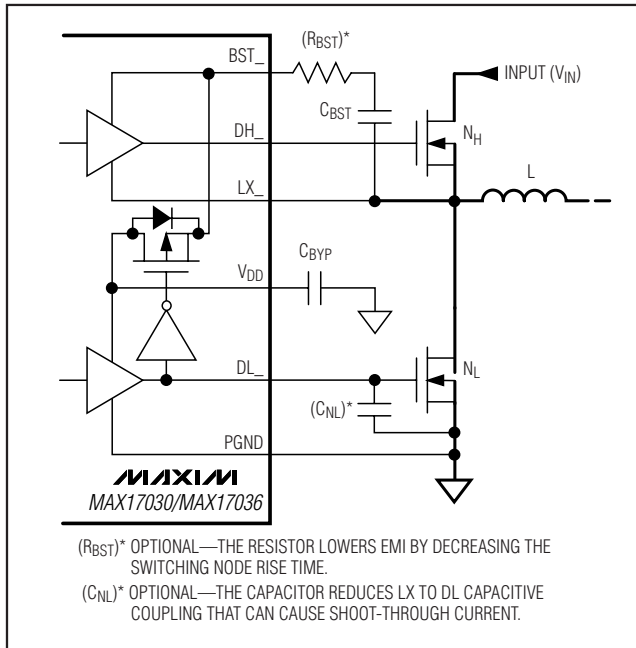 BST_
(RBST)*
INPUT (VIN)
CBST
DH_
NH
L
LX_
CBYP
VDD
DL_
NL
(CNL)*
PGND
MAXIM
MAX17030/MAX17036
(RBST)* OPTIONAL—THE RESISTOR LOWERS EMI BY DECREASING THE
SWITCHING NODE RISE TIME.
(CNL)* OPTIONAL—THE CAPACITOR REDUCES LX TO DL CAPACITIVE
COUPLING THAT CAN CAUSE SHOOT-THROUGH CURRENT.